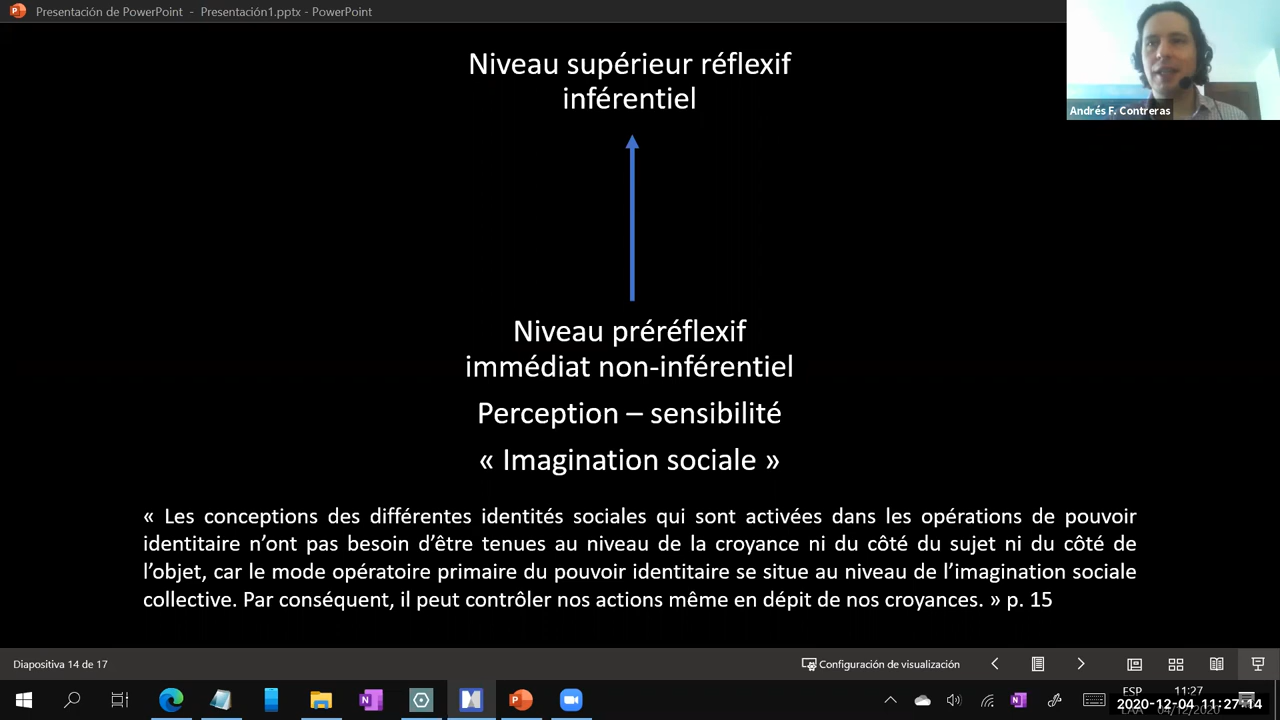 Presentación de PowerPoint - Presentación1.pptx - PowerPoint
Niveau supérieur réflexif
inférentiel
Andrés F. Contreras
Niveau préréflexif
immédiat non-inférentiel
Perception – sensibilité
« Imagination sociale »
« Les conceptions des différentes identités sociales qui sont activées dans les opérations de pouvoir
identitaire n’ont pas besoin d’être tenues au niveau de la croyance ni du côté du sujet ni du côté de
l’objet, car le mode opératoire primaire du pouvoir identitaire se situe au niveau de l’imagination sociale
collective. Par conséquent, il peut contrôler nos actions même en dépit de nos croyances. » p. 15
Diapositiva 14 de 17
Configuración de visualización
ESP
11:27
2020-12-04 11:27:14
04/12/2020